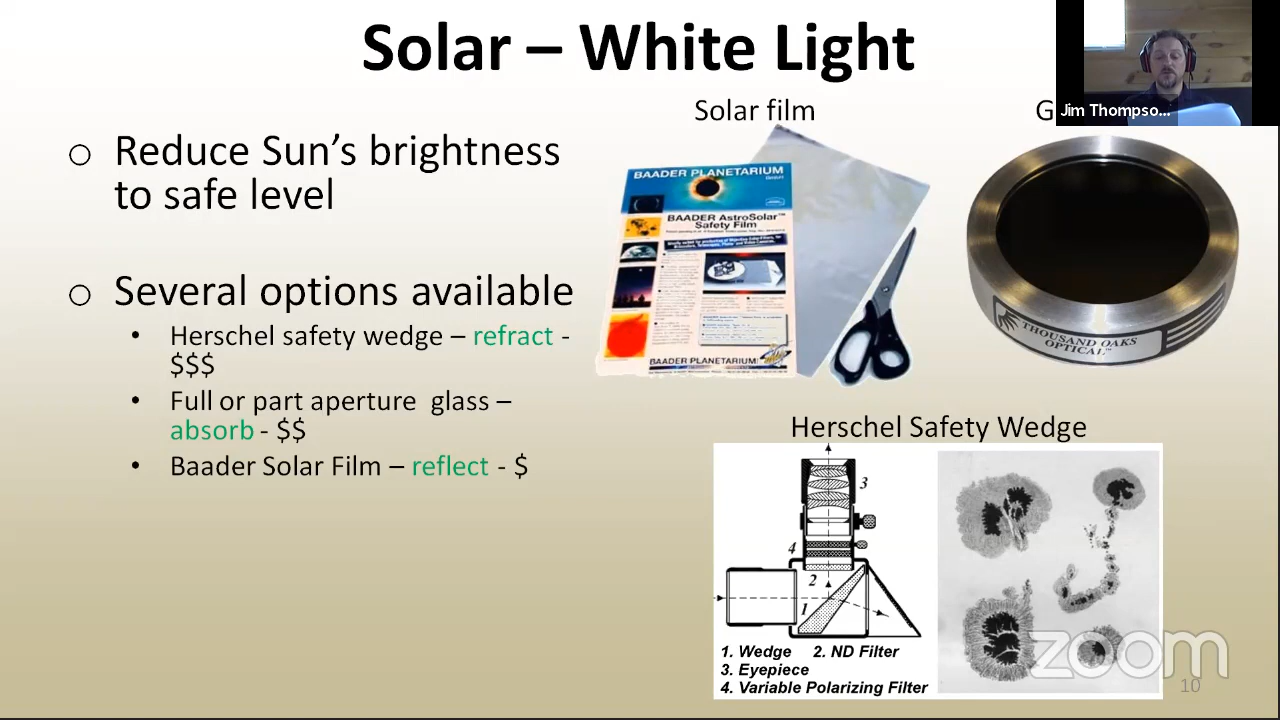 Solar – White Light
Jim Thompso...
Solar film
G
○ Reduce Sun’s brightness
to safe level
○ Several options available
• Herschel safety wedge – refract -
$$$
• Full or part aperture glass –
absorb - $$
• Baader Solar Film – reflect - $
BAADER PLANETARIUM
BAADER AstroSolar™
Safety Film
BAADER PLANETARIUM
THOUSAND OAKS
OPTICAL™
Herschel Safety Wedge
3
4
2
1
1. Wedge 2. ND Filter
3. Eyepiece
4. Variable Polarizing Filter
zoom
10